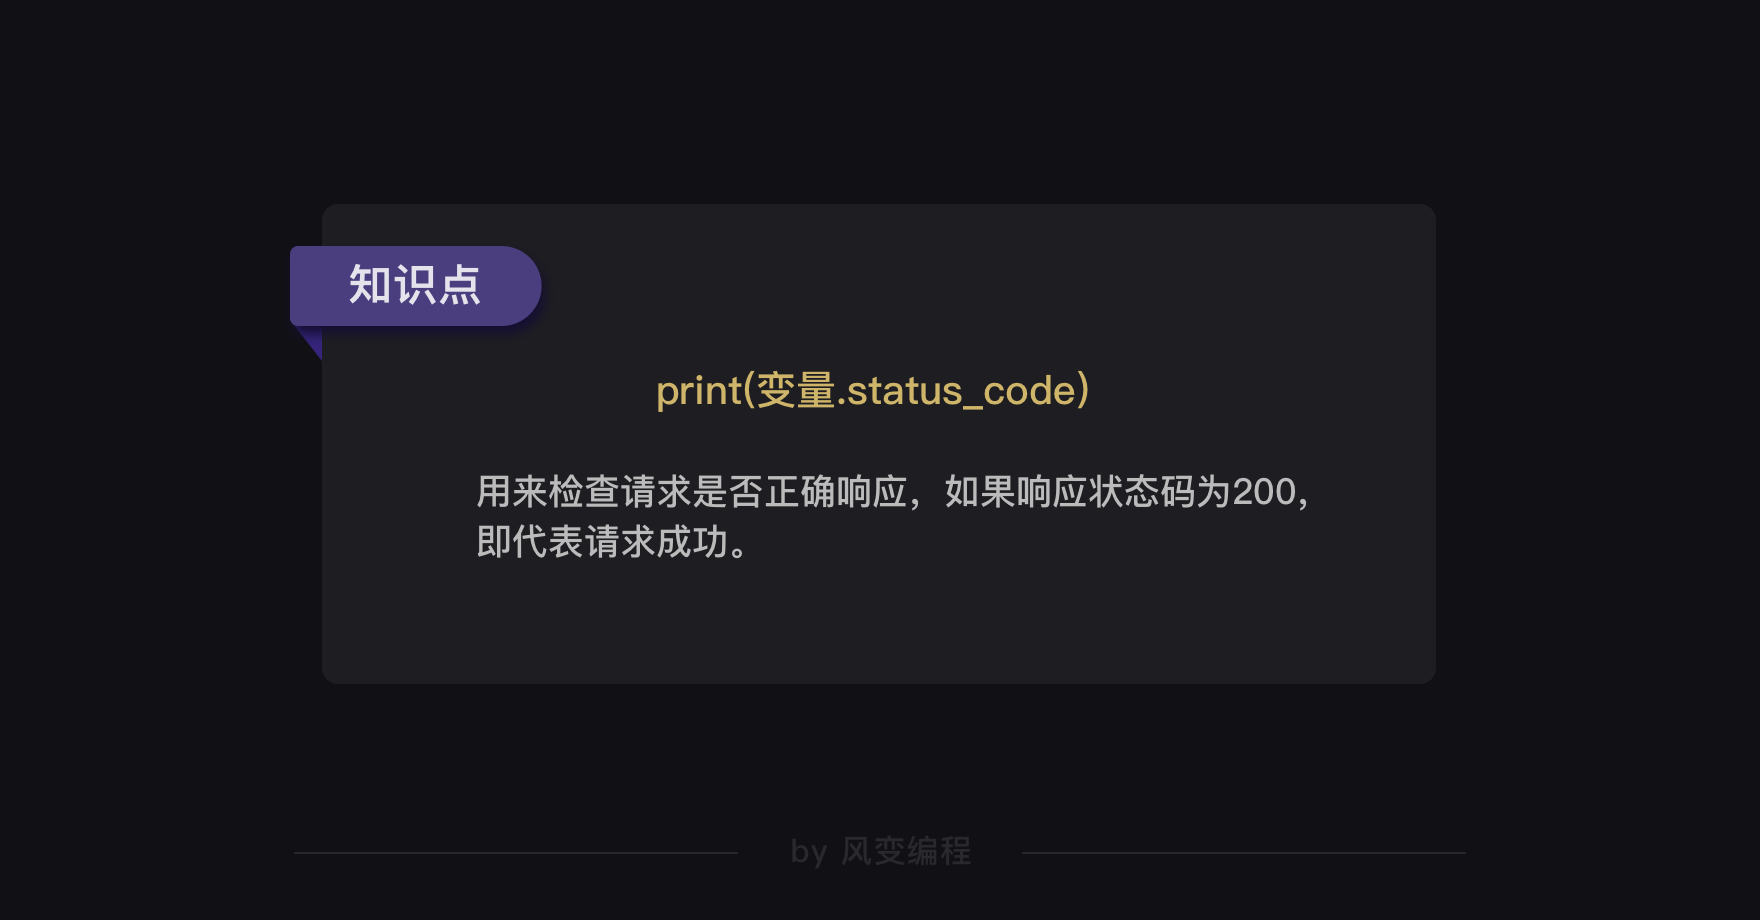 知识点
print(变量.status_code)
用来检查请求是否正确响应，如果响应状态码为200，
即代表请求成功。
by 风变编程